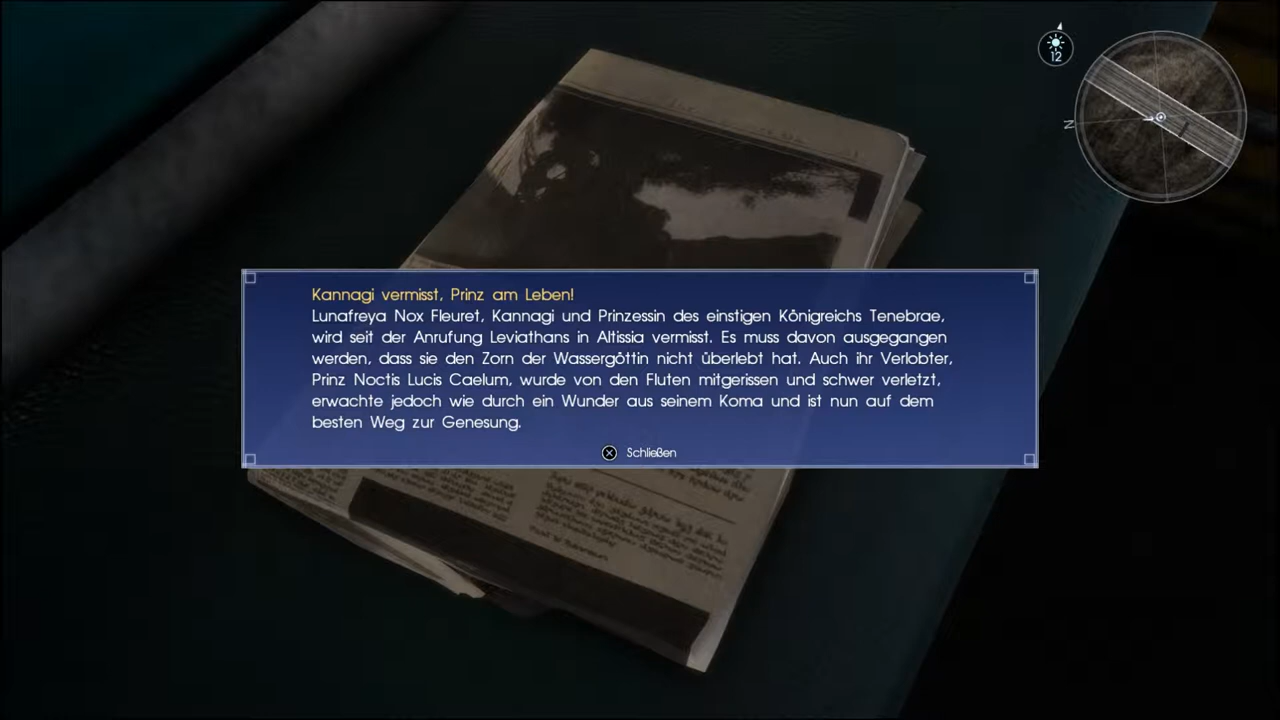 12
N
Kannagi vermisst, Prinz am Leben!
Lunafreya Nox Fleuret, Kannagi und Prinzessin des einstigen Königreichs Tenebrae,
wird seit der Anrufung Leviathans in Altissia vermisst. Es muss davon ausgegangen
werden, dass sie den Zorn der Wassergöttin nicht überlebt hat. Auch ihr Verlobter,
Prinz Noctis Lucis Caelum, wurde von den Fluten mitgerissen und schwer verletzt,
erwachte jedoch wie durch ein Wunder aus seinem Koma und ist nun auf dem
besten Weg zur Genesung.
Schließen